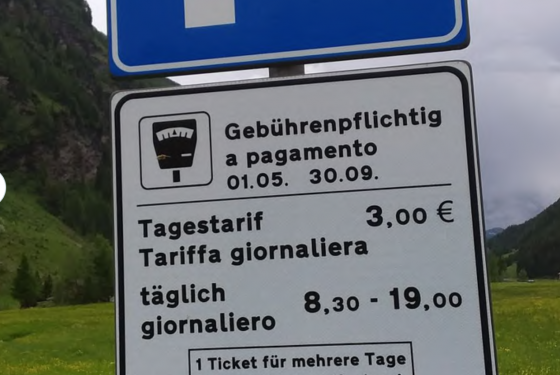 Gebührenpflichtig
a pagamento
01.05. 30.09.
Tagestarif 3,00 €
Tariffa giornaliera
täglich
giornaliero 8,30 - 19,00
1 Ticket für mehrere Tage